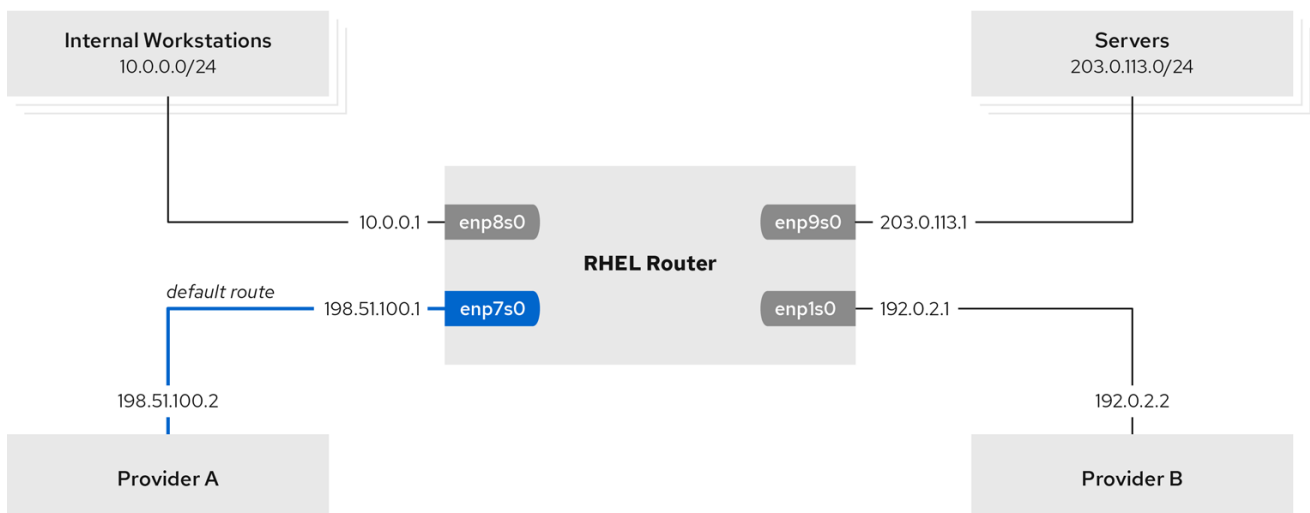 Internal Workstations
10.0.0.0/24
Servers
203.0.113.0/24
10.0.0.1
enp8s0
enp9s0
203.0.113.1
RHEL Router
default route
198.51.100.1
enp7s0
enp1s0
192.0.2.1
198.51.100.2
192.0.2.2
Provider A
Provider B